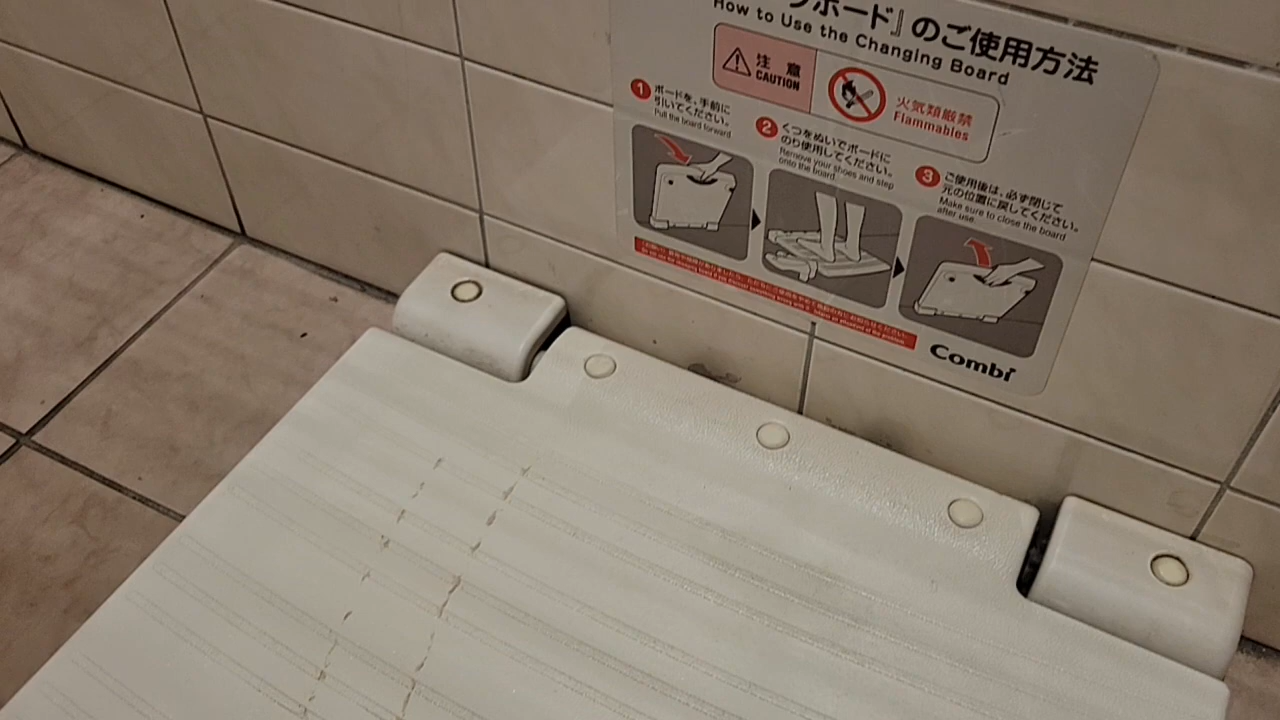 ボード』のご使用方法
How to Use the Changing Board
注意
CAUTION
火気類厳禁
Flammables
1
ボードを、手前に
引いてください。
Pull the board forward
2
くつをぬいでボードに
のり使用してください。
Remove your shoes and step
onto the board.
3
ご使用後は、必ず閉じて
元の位置に戻してください。
Make sure to close the board
after use.
Combi